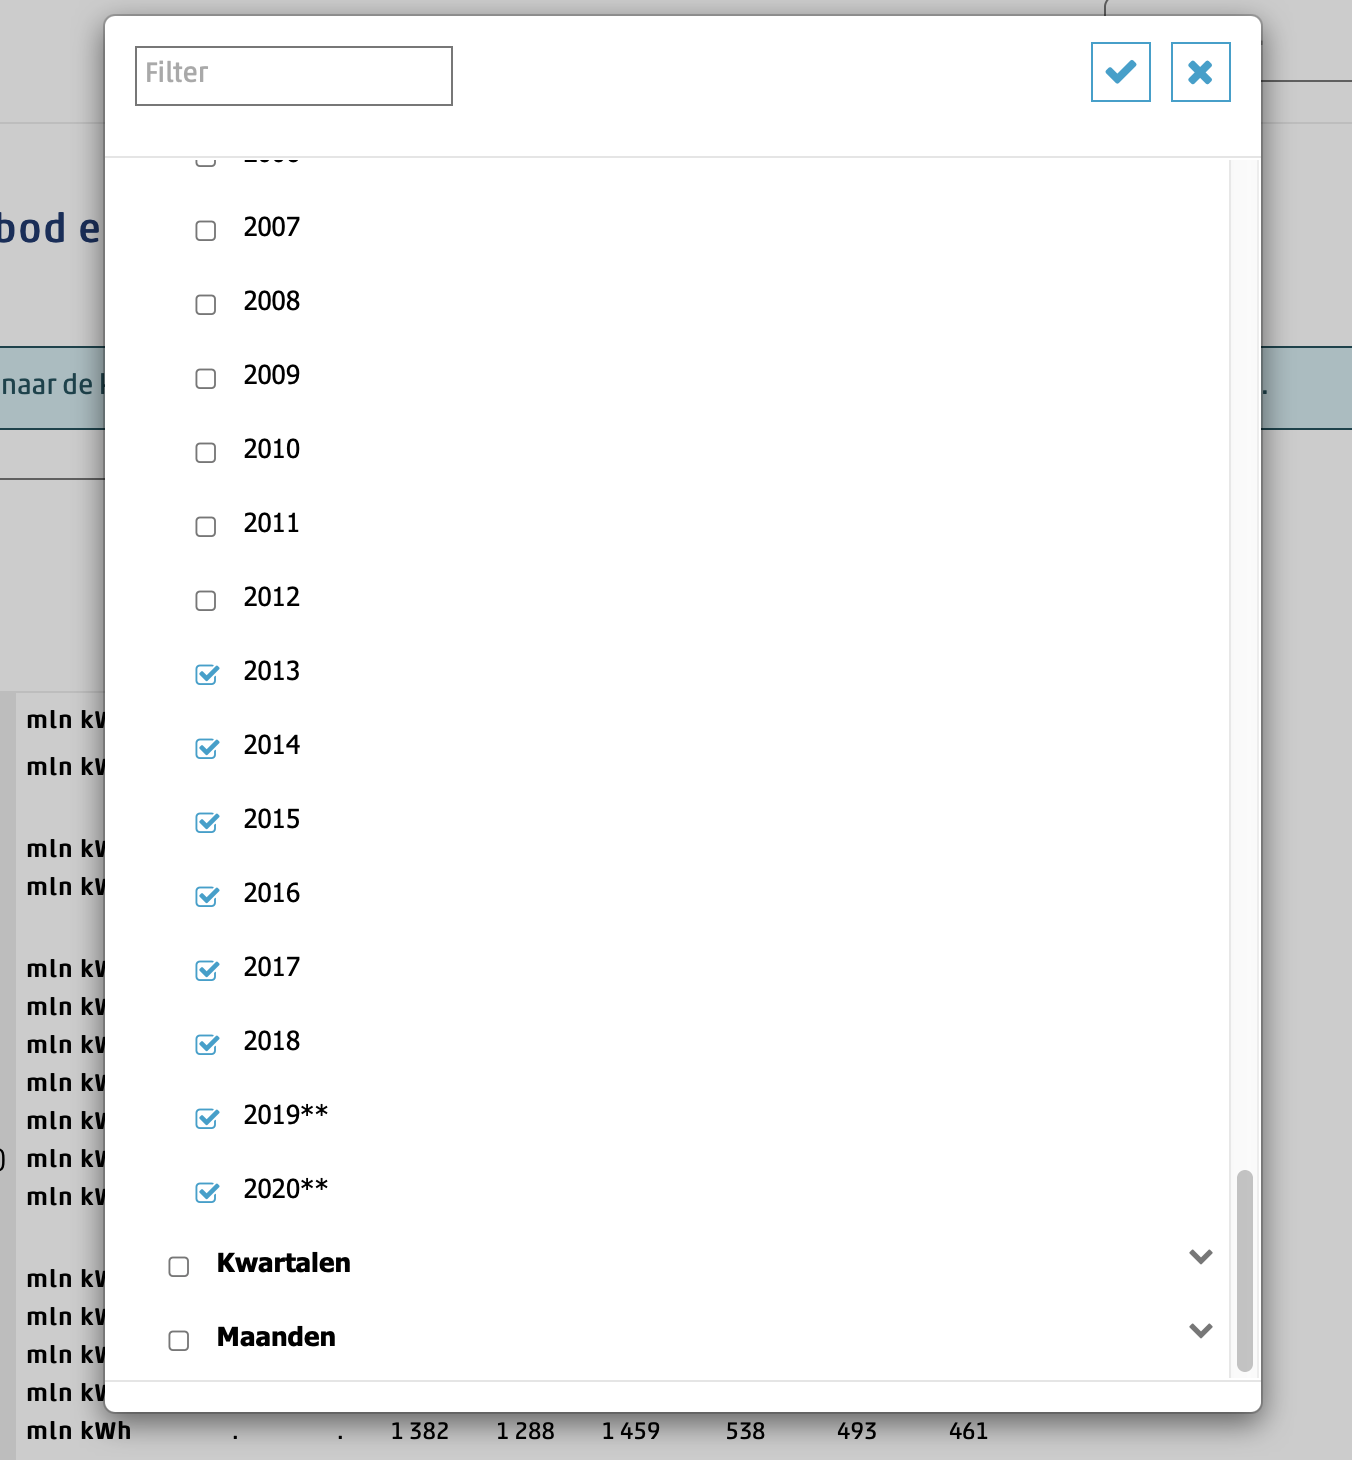 Filter
bod e
2007
2008
naar de
.
2009
2010
2011
2012
2013
mln kW
2014
mln kW
2015
mln kW
2016
mln kW
2017
mln kW
mln kW
2018
mln kW
mln kW
2019**
mln kW
) mln kW
2020**
mln kW
Kwartalen
mln kW
mln kW
Maanden
mln kW
mln kW
mln kWh . . 1 382 1 288 1 459 538 493 461